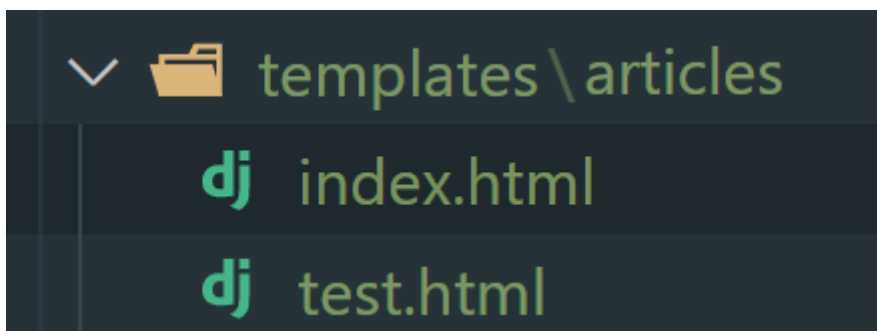 templates\articles
dj index.html
dj test.html